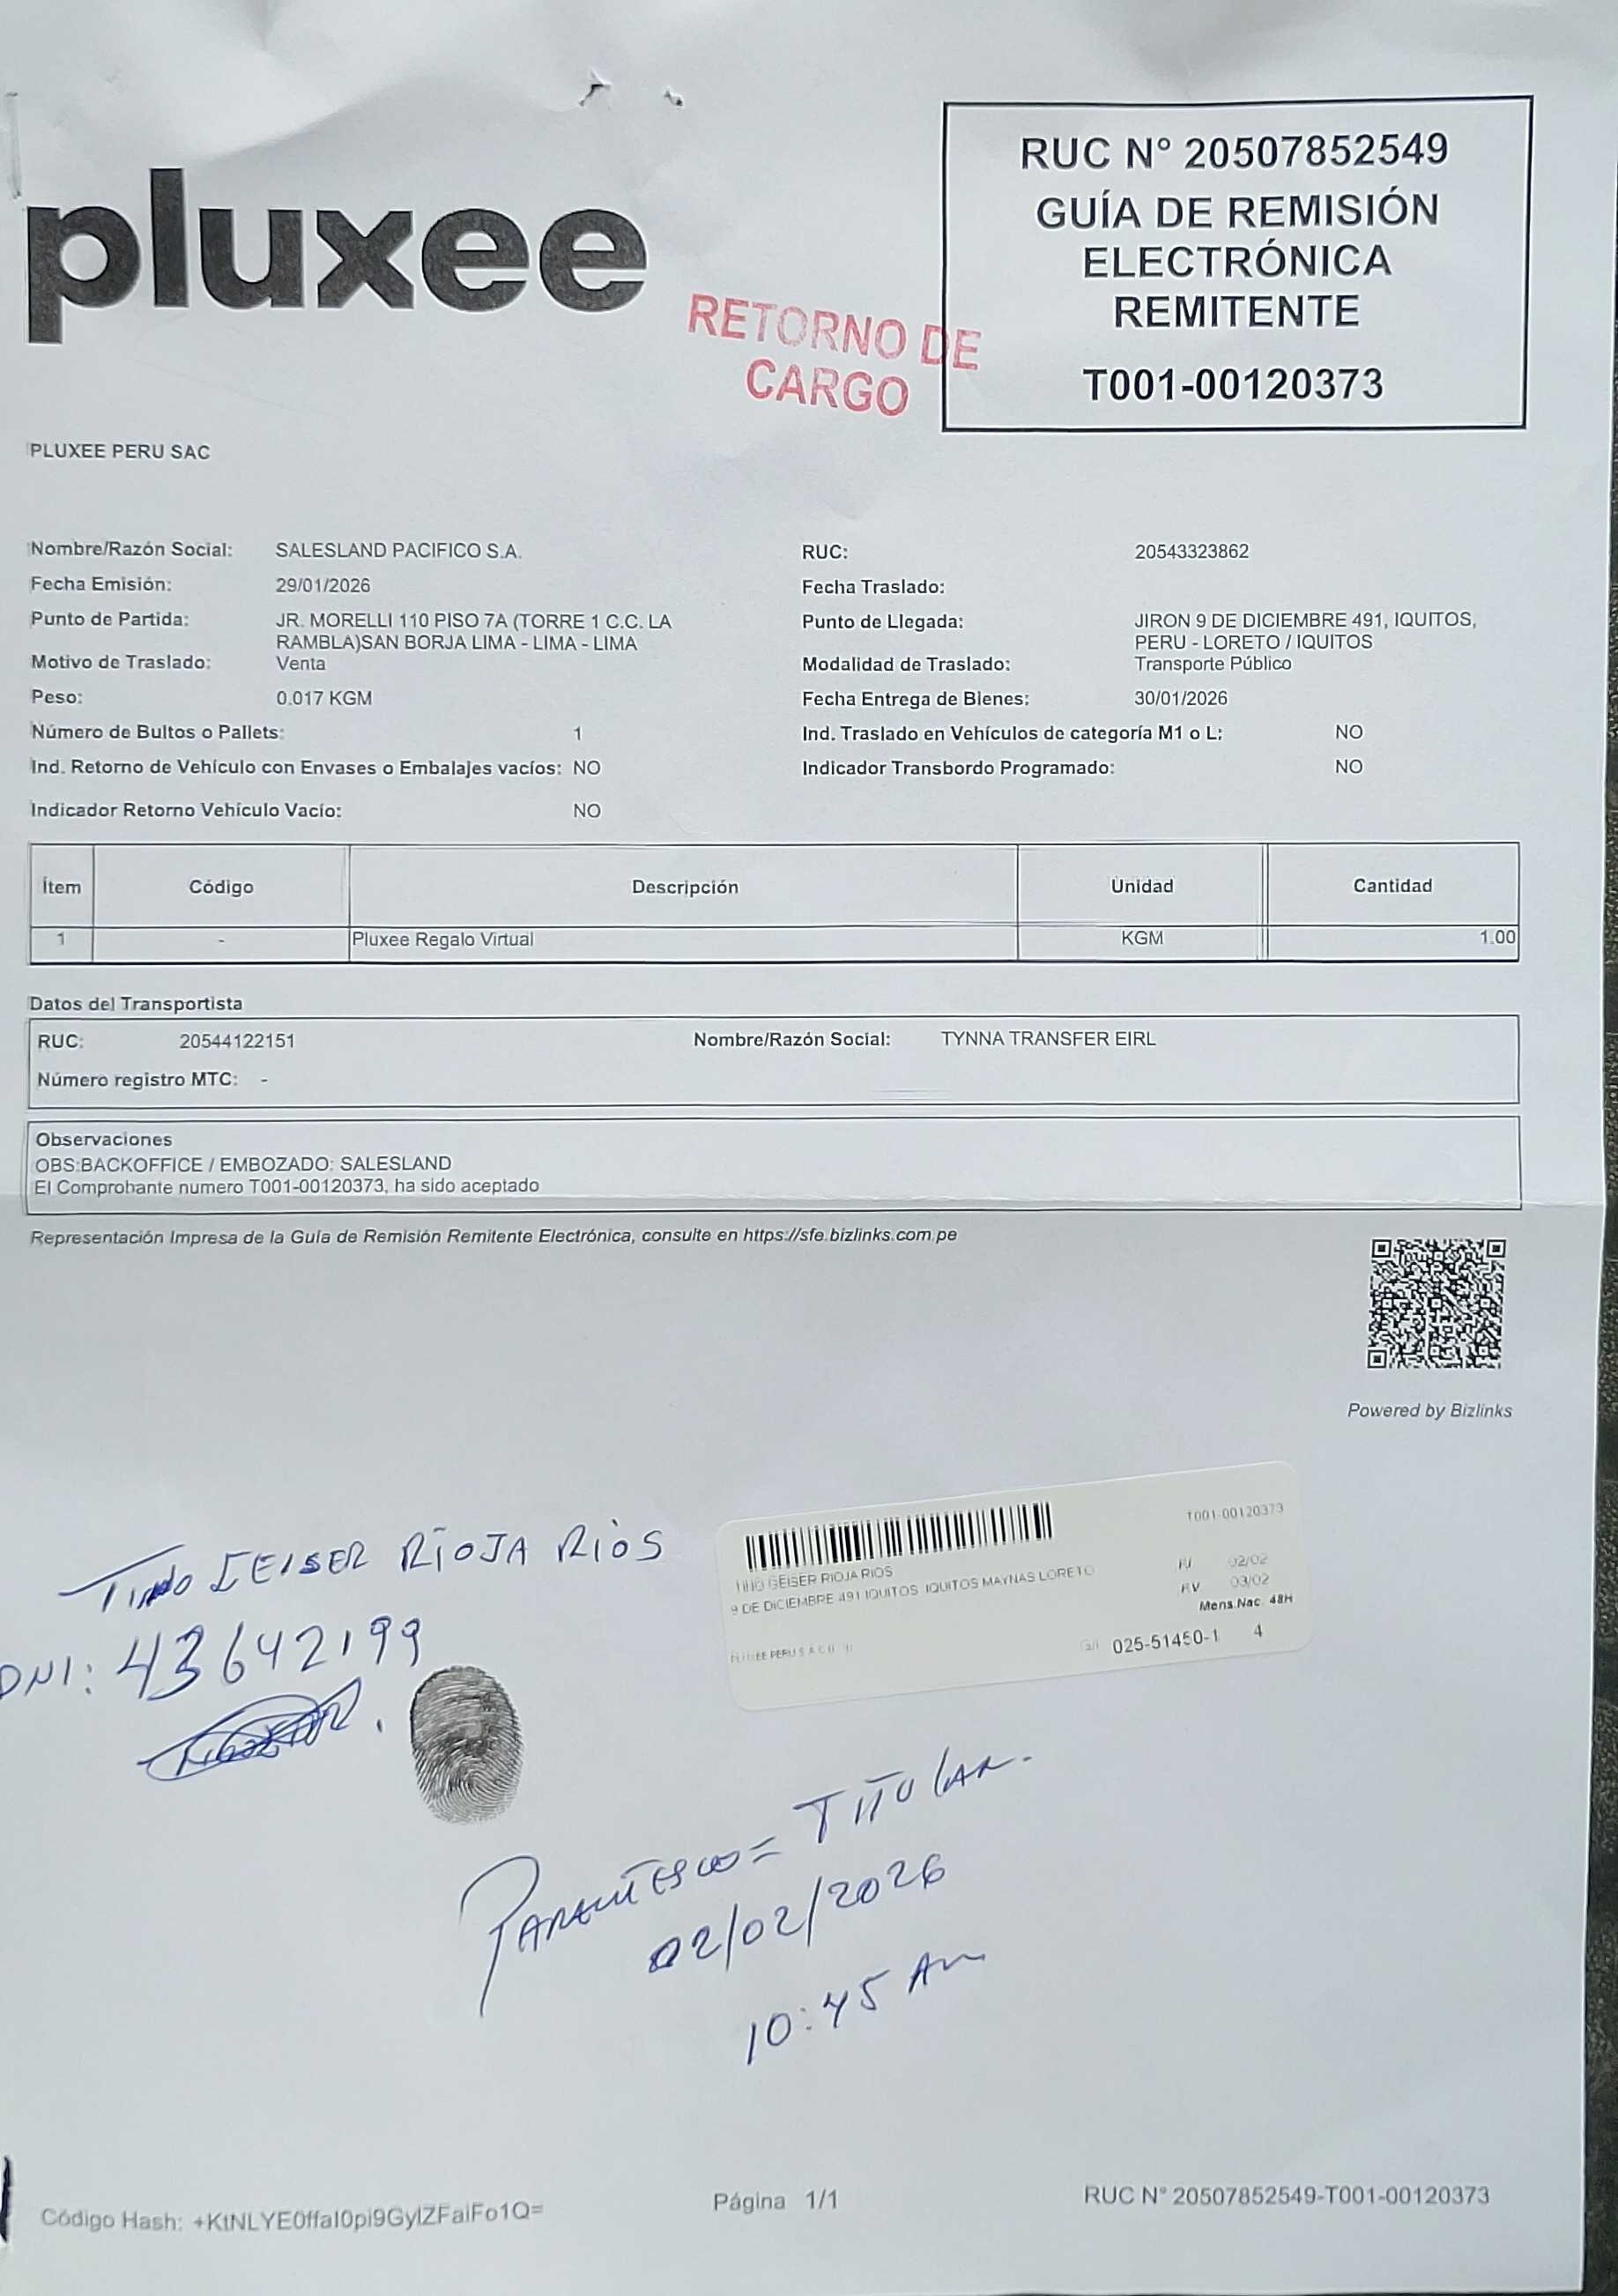 pluxee
RUC N° 20507852549
GUÍA DE REMISIÓN
ELECTRÓNICA
REMITENTE
T001-00120373
RETORNO DE
CARGO
PLUXEE PERU SAC
Nombre/Razón Social: SALESLAND PACIFICO S.A. RUC: 20543323862
Fecha Emisión: 29/01/2026 Fecha Traslado:
Punto de Partida: JR. MORELLI 110 PISO 7A (TORRE 1 C.C. LA Punto de Llegada: JIRON 9 DE DICIEMBRE 491, IQUITOS,
RAMBLA)SAN BORJA LIMA - LIMA - LIMA PERU - LORETO / IQUITOS
Motivo de Traslado: Venta Modalidad de Traslado: Transporte Público
Peso: 0.017 KGM Fecha Entrega de Bienes: 30/01/2026
Número de Bultos o Pallets: 1 Ind. Traslado en Vehículos de categoría M1 o L: NO
Ind. Retorno de Vehículo con Envases o Embalajes vacíos: NO Indicador Transbordo Programado: NO
Indicador Retorno Vehículo Vacío: NO
Ítem Código Descripción Unidad Cantidad
1 - Pluxee Regalo Virtual KGM 1.00
Datos del Transportista
RUC: 20544122151 Nombre/Razón Social: TYNNA TRANSFER EIRL
Número registro MTC: -
Observaciones
OBS:BACKOFFICE / EMBOZADO: SALESLAND
El Comprobante numero T001-00120373, ha sido aceptado
Representación Impresa de la Guía de Remisión Remitente Electrónica, consulte en https://sfe.bizlinks.com.pe
Powered by Bizlinks
T001-00120373
GEISER RIOJA RIOS
9 DE DICIEMBRE 491 IQUITOS IQUITOS MAYNAS LORETO
02/02
RV 03/02
Mens.Nac. 48H
PERU S.A.C.
025-51450-1 4
GEISER RIOJA RIOS
DNI: 43642199
PARENTESCO = TITULAR.
02/02/2026
10:45 Am
Código Hash: +KtNLYE0ffaI0pi9GylZFaiFo1Q=
Página 1/1
RUC N° 20507852549-T001-00120373